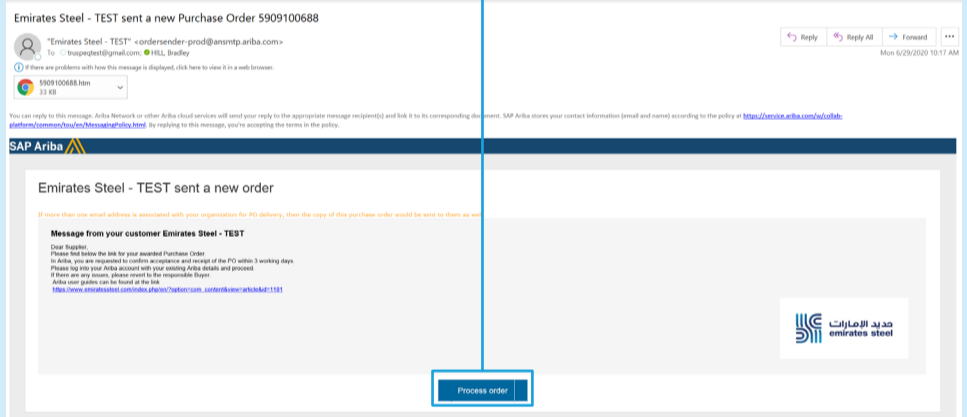 Emirates Steel - TEST sent a new Purchase Order 5909100688
"Emirates Steel - TEST" <ordersender-prod@ansmtp.ariba.com>
To truspeqtest@gmail.com; HILL, Bradley
Reply Reply All Forward
Mon 6/29/2020 10:17 AM
If there are problems with how this message is displayed, click here to view it in a web browser.
5909100688.htm
33 KB
You can reply to this message. Ariba Network or other Ariba cloud services will send your reply to the appropriate message recipient(s) and link it to its corresponding document. SAP Ariba stores your contact information (email and name) according to the policy at https://service.ariba.com/w/collab-
platform/common/tou/en/MessagingPolicy.html. By replying to this message, you're accepting the terms in the policy.
SAP Ariba
Emirates Steel - TEST sent a new order
If more than one email address is associated with your organization for PO delivery, then the copy of this purchase order would be sent to them as well.
Message from your customer Emirates Steel - TEST
Dear Supplier,
Please find below the link for your awarded Purchase Order.
In Ariba, you are requested to confirm acceptance and receipt of the PO within 3 working days.
Please log into your Ariba account with your existing Ariba details and proceed.
If there are any issues, please revert to the responsible Buyer.
Ariba user guides can be found at the link
https://www.emiratessteel.com/index.php/en/?option=com_content&view=article&id=1181
حديد الإمارات
emirates steel
Process order